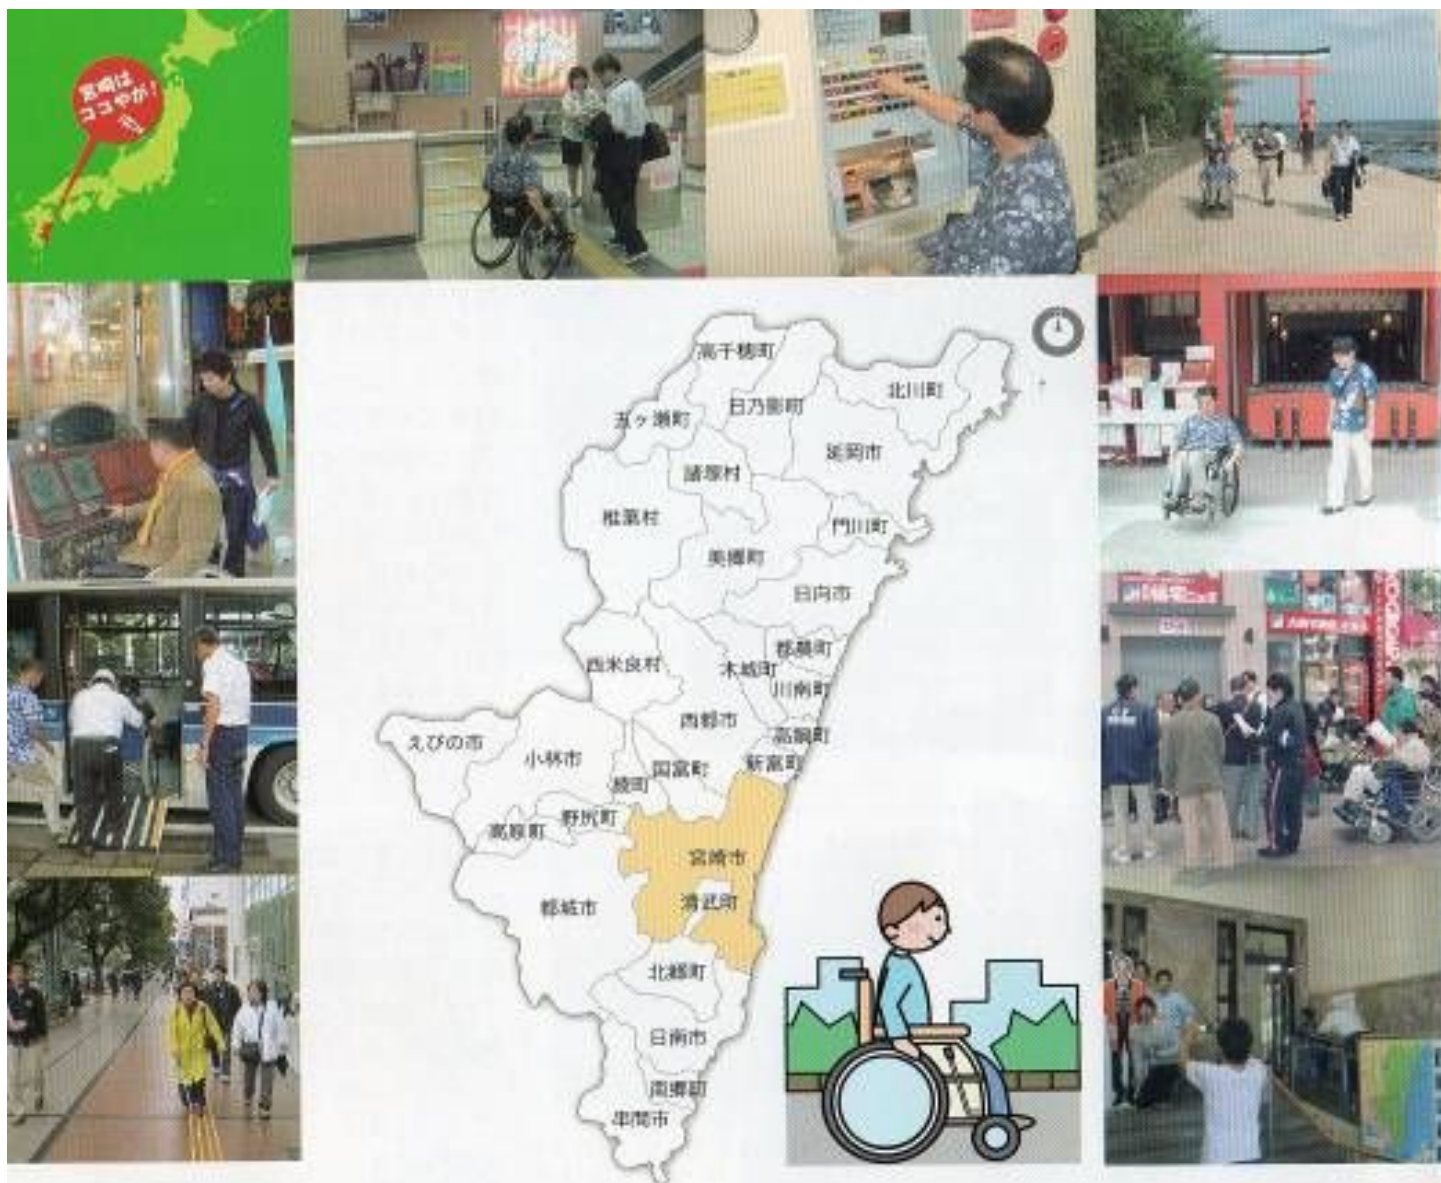 宮崎は
ココやが!
高千穂町
日乃影町
北川町
五ヶ瀬町
延岡市
諸塚村
椎葉村
門川町
美郷町
日向市
都農町
西米良村
木城町
川南町
西都市
高鍋町
えびの市
小林市
国富町
新富町
綾町
野尻町
高原町
宮崎市
清武町
都城市
北郷町
日南市
南郷町
串間市